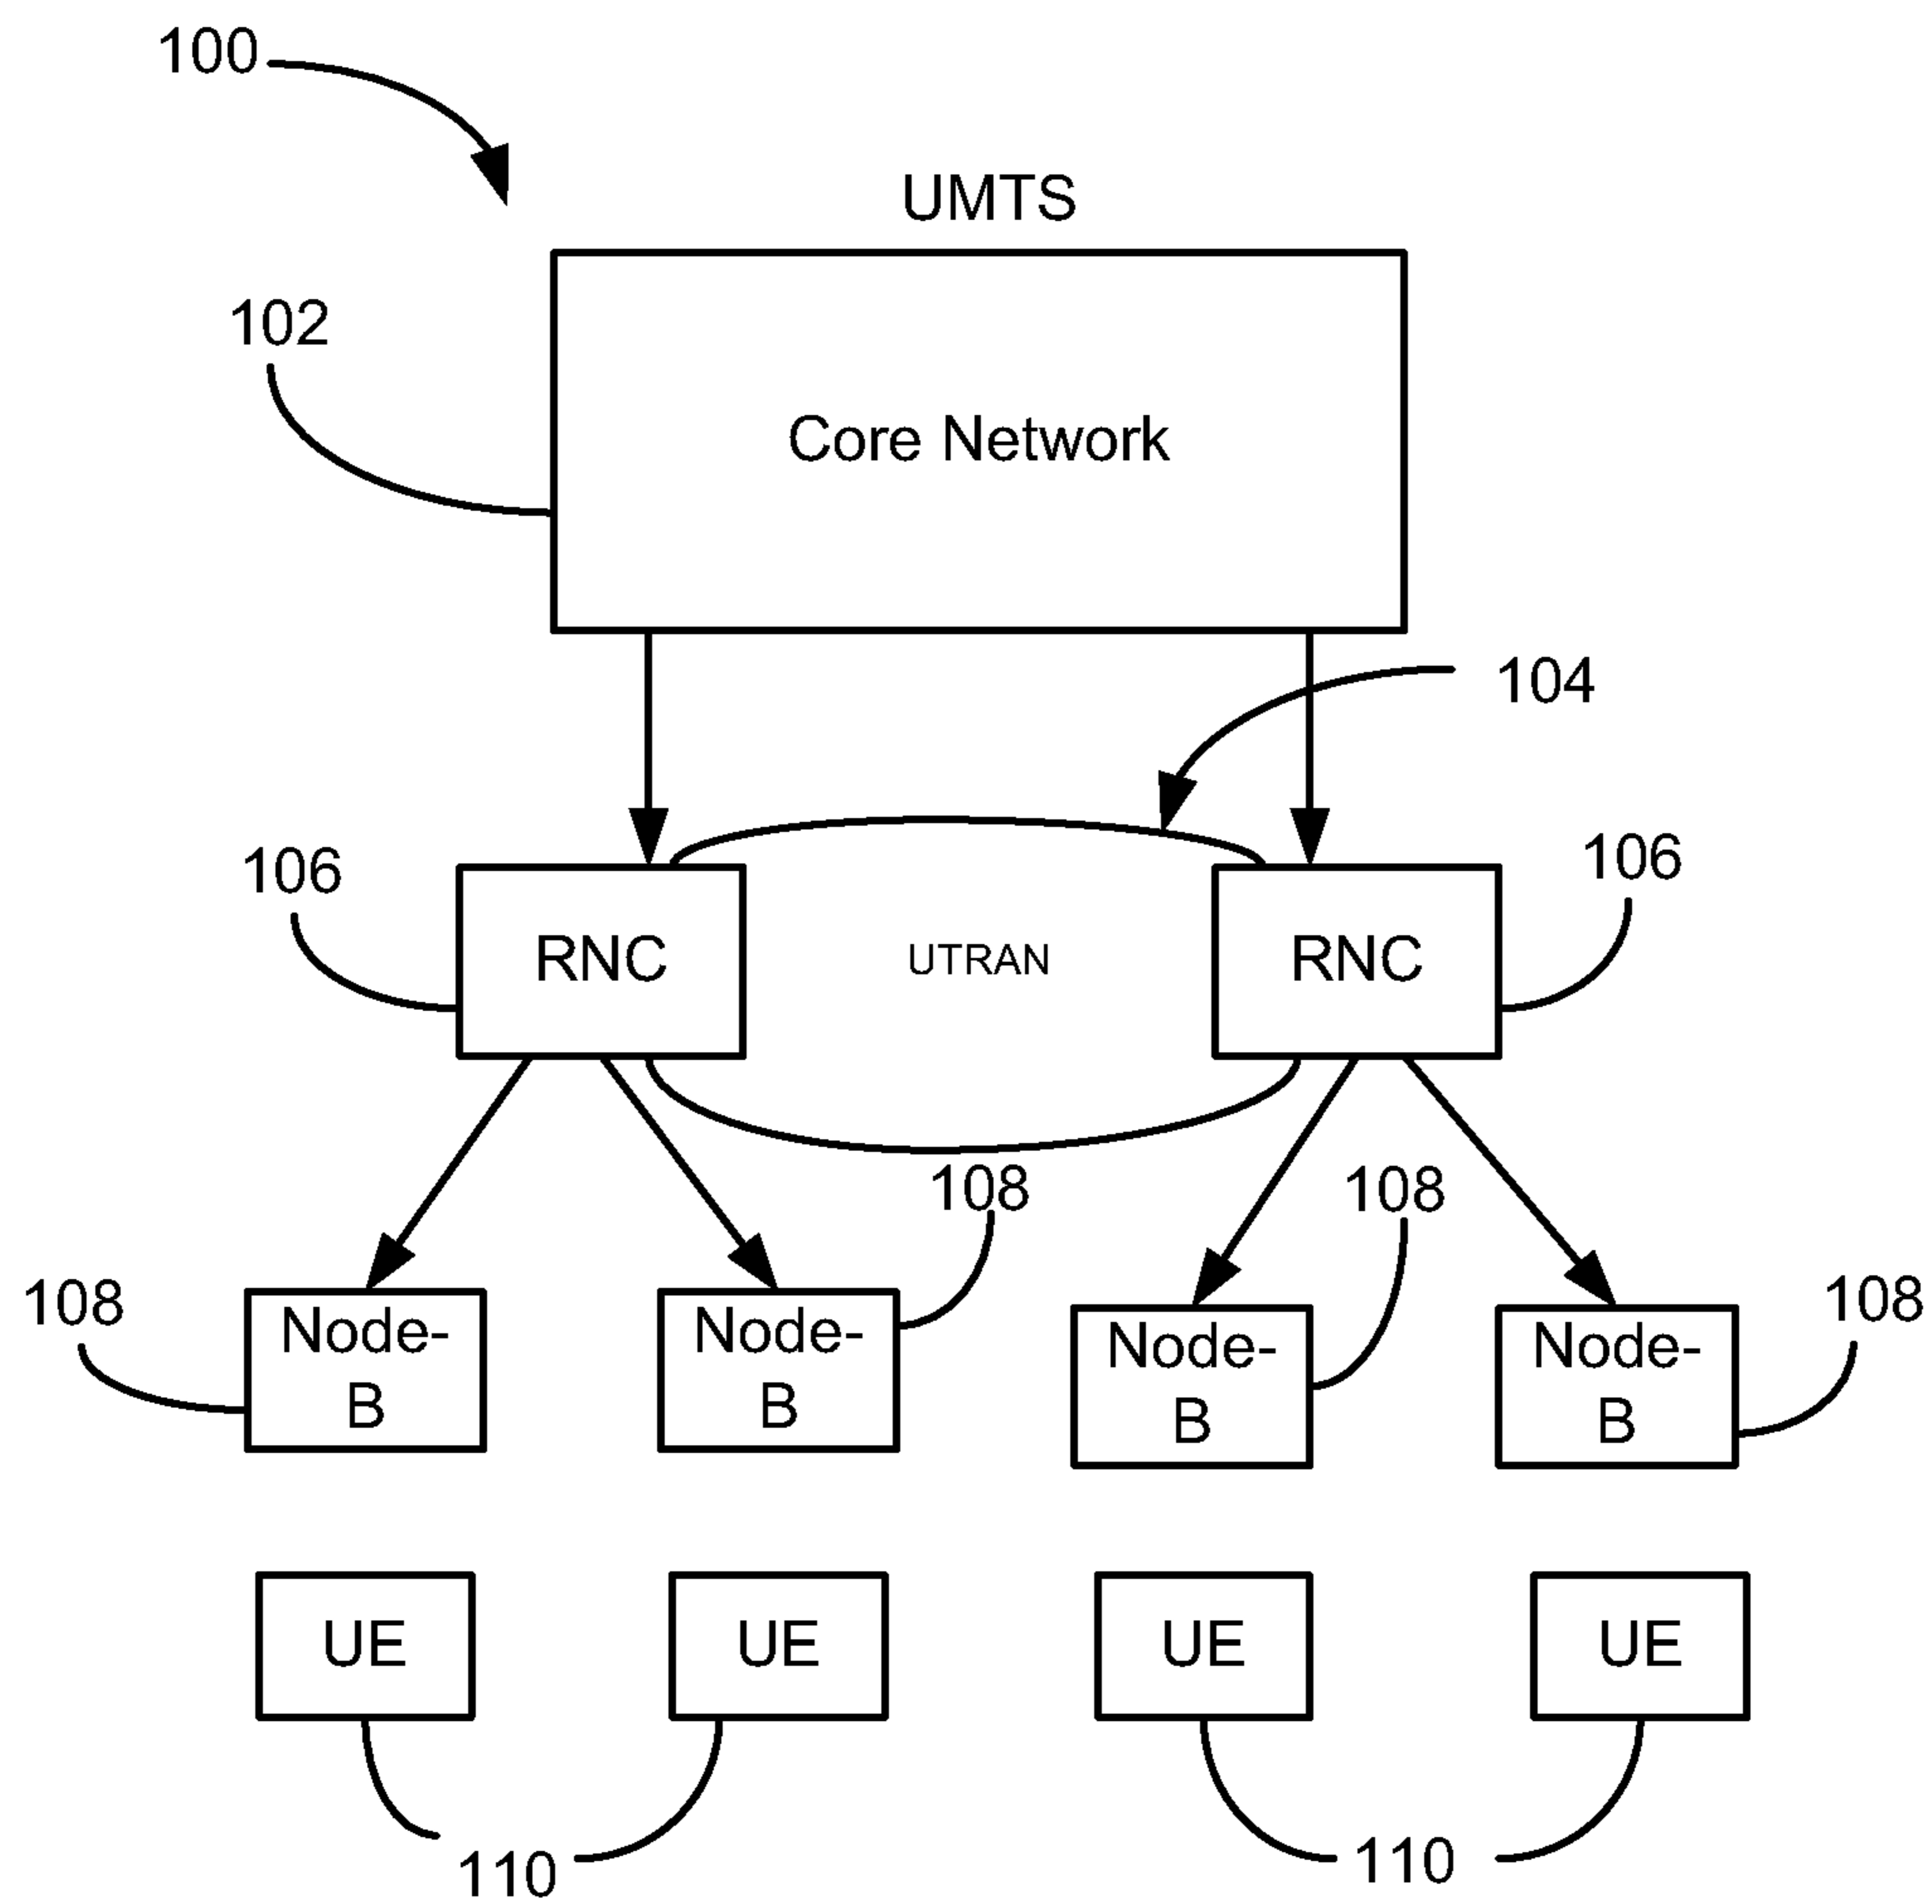 100
UMTS
102
Core Network
104
106
106
RNC
UTRAN
RNC
108
108
108
108
Node-
B
Node-
B
Node-
B
Node-
B
UE
UE
UE
UE
110
110